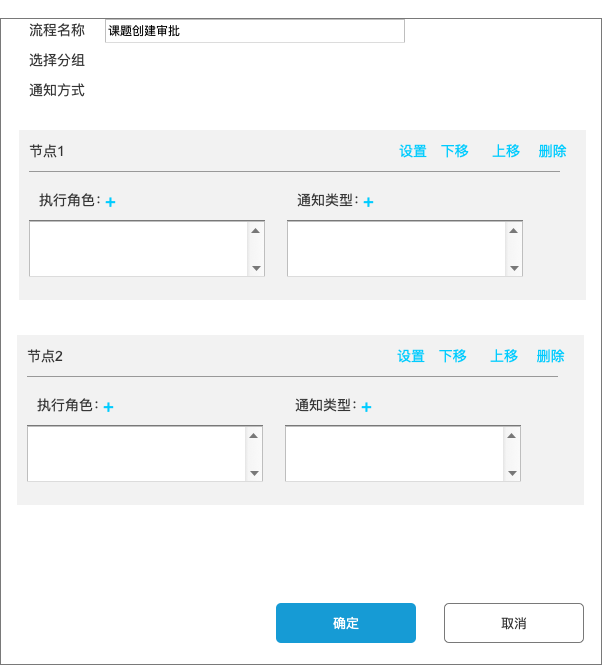 流程名称 课题创建审批
选择分组
通知方式
节点1 设置 下移 上移 删除
执行角色：+ 通知类型：+
节点2 设置 下移 上移 删除
执行角色：+ 通知类型：+
确定 取消